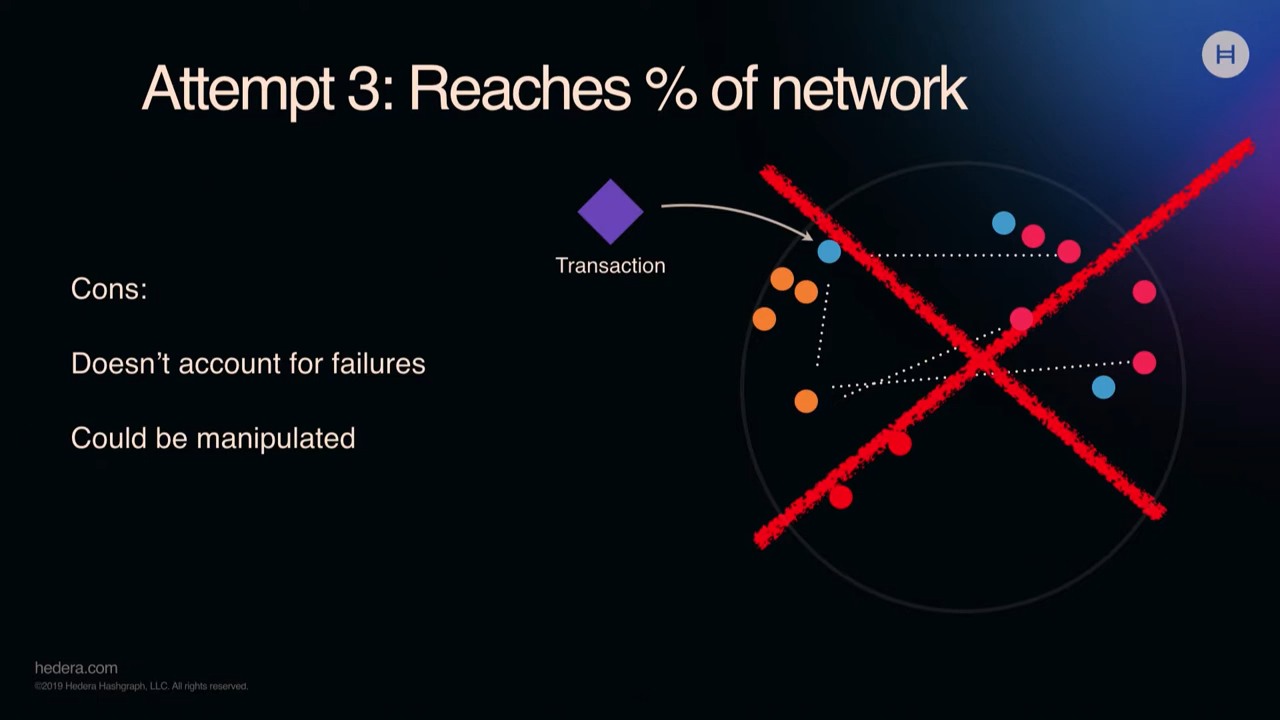 Attempt 3: Reaches % of network
H
Transaction
Cons:
Doesn’t account for failures
Could be manipulated
hedera.com
©2019 Hedera Hashgraph, LLC. All rights reserved.